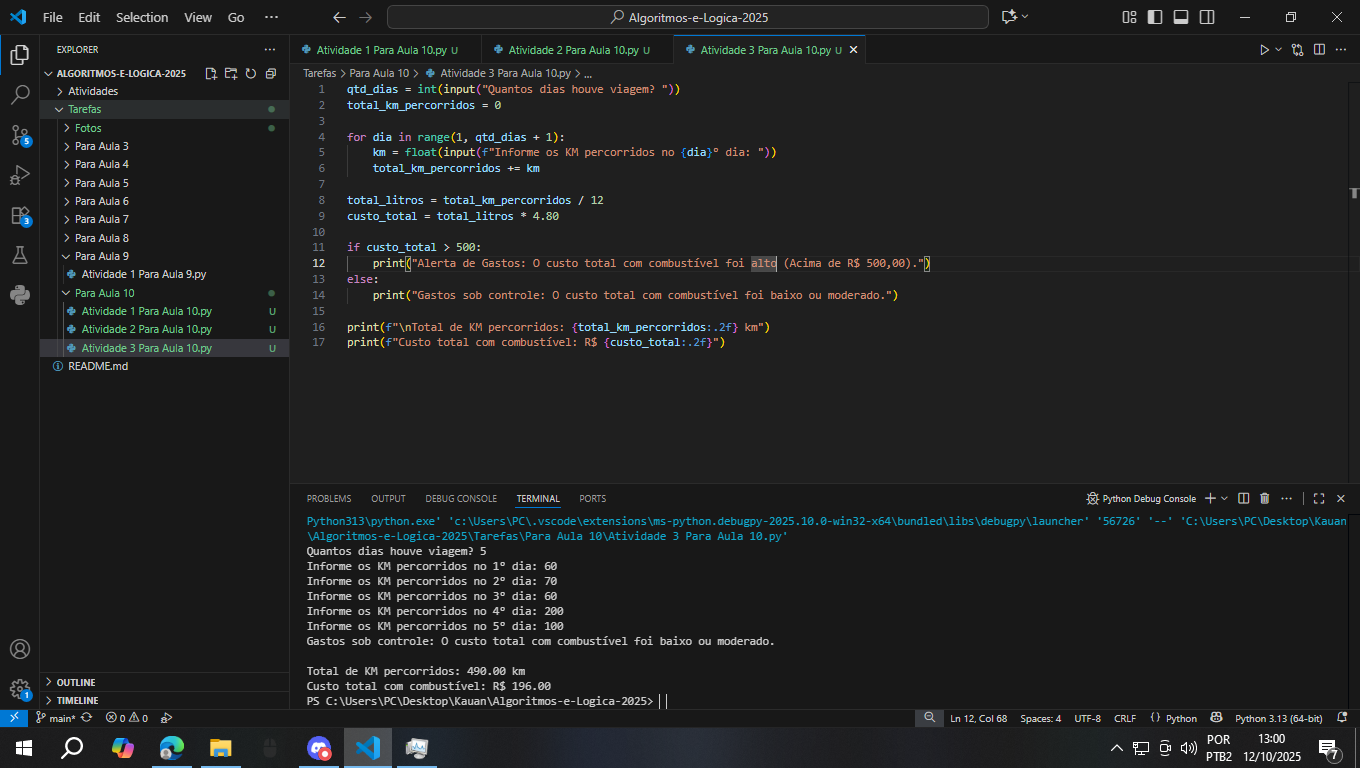 File Edit Selection View Go ··· Algoritmos-e-Logica-2025
EXPLORER ···
ALGORITMOS-E-LOGICA-2025
Atividades
Tarefas
Fotos
Para Aula 3
Para Aula 4
Para Aula 5
Para Aula 6
Para Aula 7
Para Aula 8
Para Aula 9
Atividade 1 Para Aula 9.py
Para Aula 10
Atividade 1 Para Aula 10.py U
Atividade 2 Para Aula 10.py U
Atividade 3 Para Aula 10.py U
README.md
OUTLINE
TIMELINE
5
3
1
Atividade 1 Para Aula 10.py U Atividade 2 Para Aula 10.py U Atividade 3 Para Aula 10.py U
Tarefas > Para Aula 10 > Atividade 3 Para Aula 10.py > ...
1 qtd_dias = int(input("Quantos dias houve viagem? "))
2 total_km_percorridos = 0
3
4 for dia in range(1, qtd_dias + 1):
5 km = float(input(f"Informe os KM percorridos no {dia}º dia: "))
6 total_km_percorridos += km
7
8 total_litros = total_km_percorridos / 12
9 custo_total = total_litros * 4.80
10
11 if custo_total > 500:
12 print("Alerta de Gastos: O custo total com combustível foi alto (Acima de R$ 500,00).")
13 else:
14 print("Gastos sob controle: O custo total com combustível foi baixo ou moderado.")
15
16 print(f"\nTotal de KM percorridos: {total_km_percorridos:.2f} km")
17 print(f"Custo total com combustível: R$ {custo_total:.2f}")
PROBLEMS OUTPUT DEBUG CONSOLE TERMINAL PORTS Python Debug Console
Python313\python.exe' 'c:\Users\PC\.vscode\extensions\ms-python.debugpy-2025.10.0-win32-x64\bundled\libs\debugpy\launcher' '56726' '--' 'C:\Users\PC\Desktop\Kauan
\Algoritmos-e-Logica-2025\Tarefas\Para Aula 10\Atividade 3 Para Aula 10.py'
Quantos dias houve viagem? 5
Informe os KM percorridos no 1º dia: 60
Informe os KM percorridos no 2º dia: 70
Informe os KM percorridos no 3º dia: 60
Informe os KM percorridos no 4º dia: 200
Informe os KM percorridos no 5º dia: 100
Gastos sob controle: O custo total com combustível foi baixo ou moderado.
Total de KM percorridos: 490.00 km
Custo total com combustível: R$ 196.00
PS C:\Users\PC\Desktop\Kauan\Algoritmos-e-Logica-2025>
main* 0 0 Ln 12, Col 68 Spaces: 4 UTF-8 CRLF {} Python Python 3.13 (64-bit)
POR 13:00
PTB2 12/10/2025 7